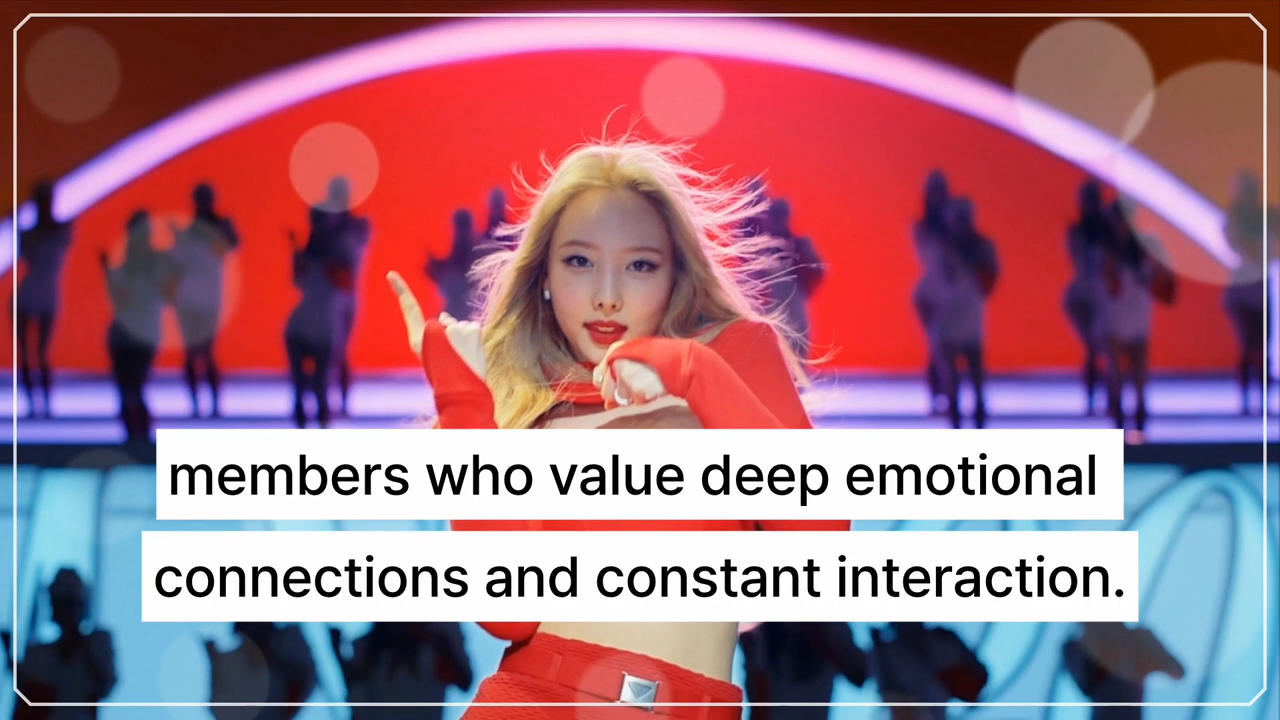 members who value deep emotional
connections and constant interaction.